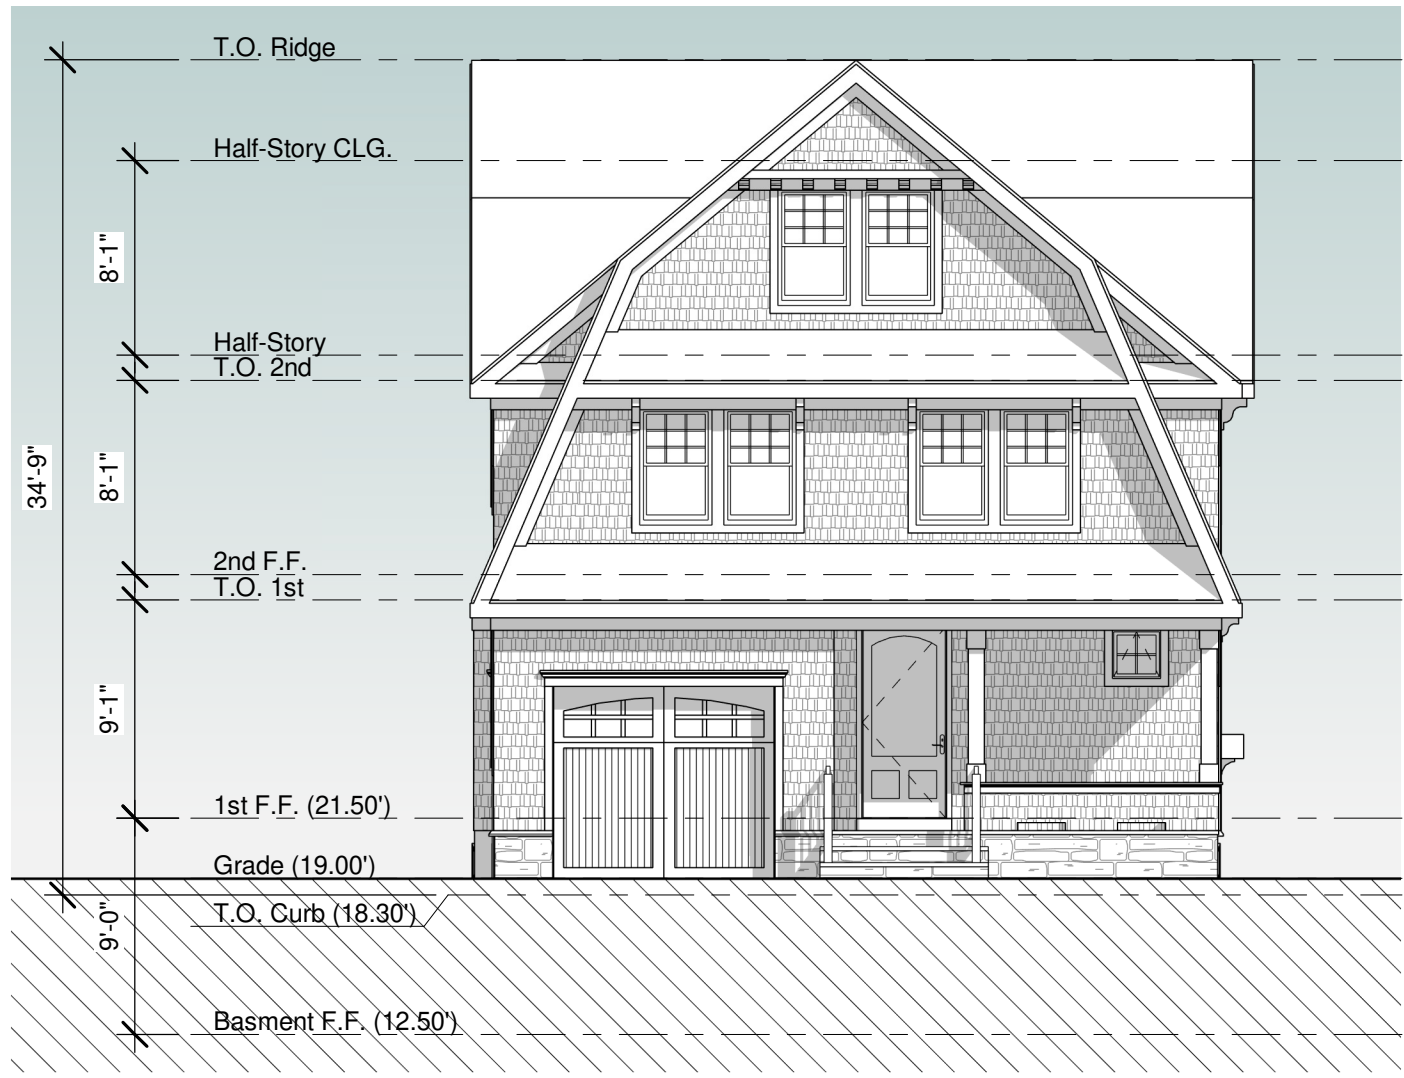 T.O. Ridge
Half-Story CLG.
8'-1"
Half-Story
T.O. 2nd
34'-9"
8'-1"
2nd F.F.
T.O. 1st
9'-1"
1st F.F. (21.50')
Grade (19.00')
9'-0"
T.O. Curb (18.30')
Basment F.F. (12.50')